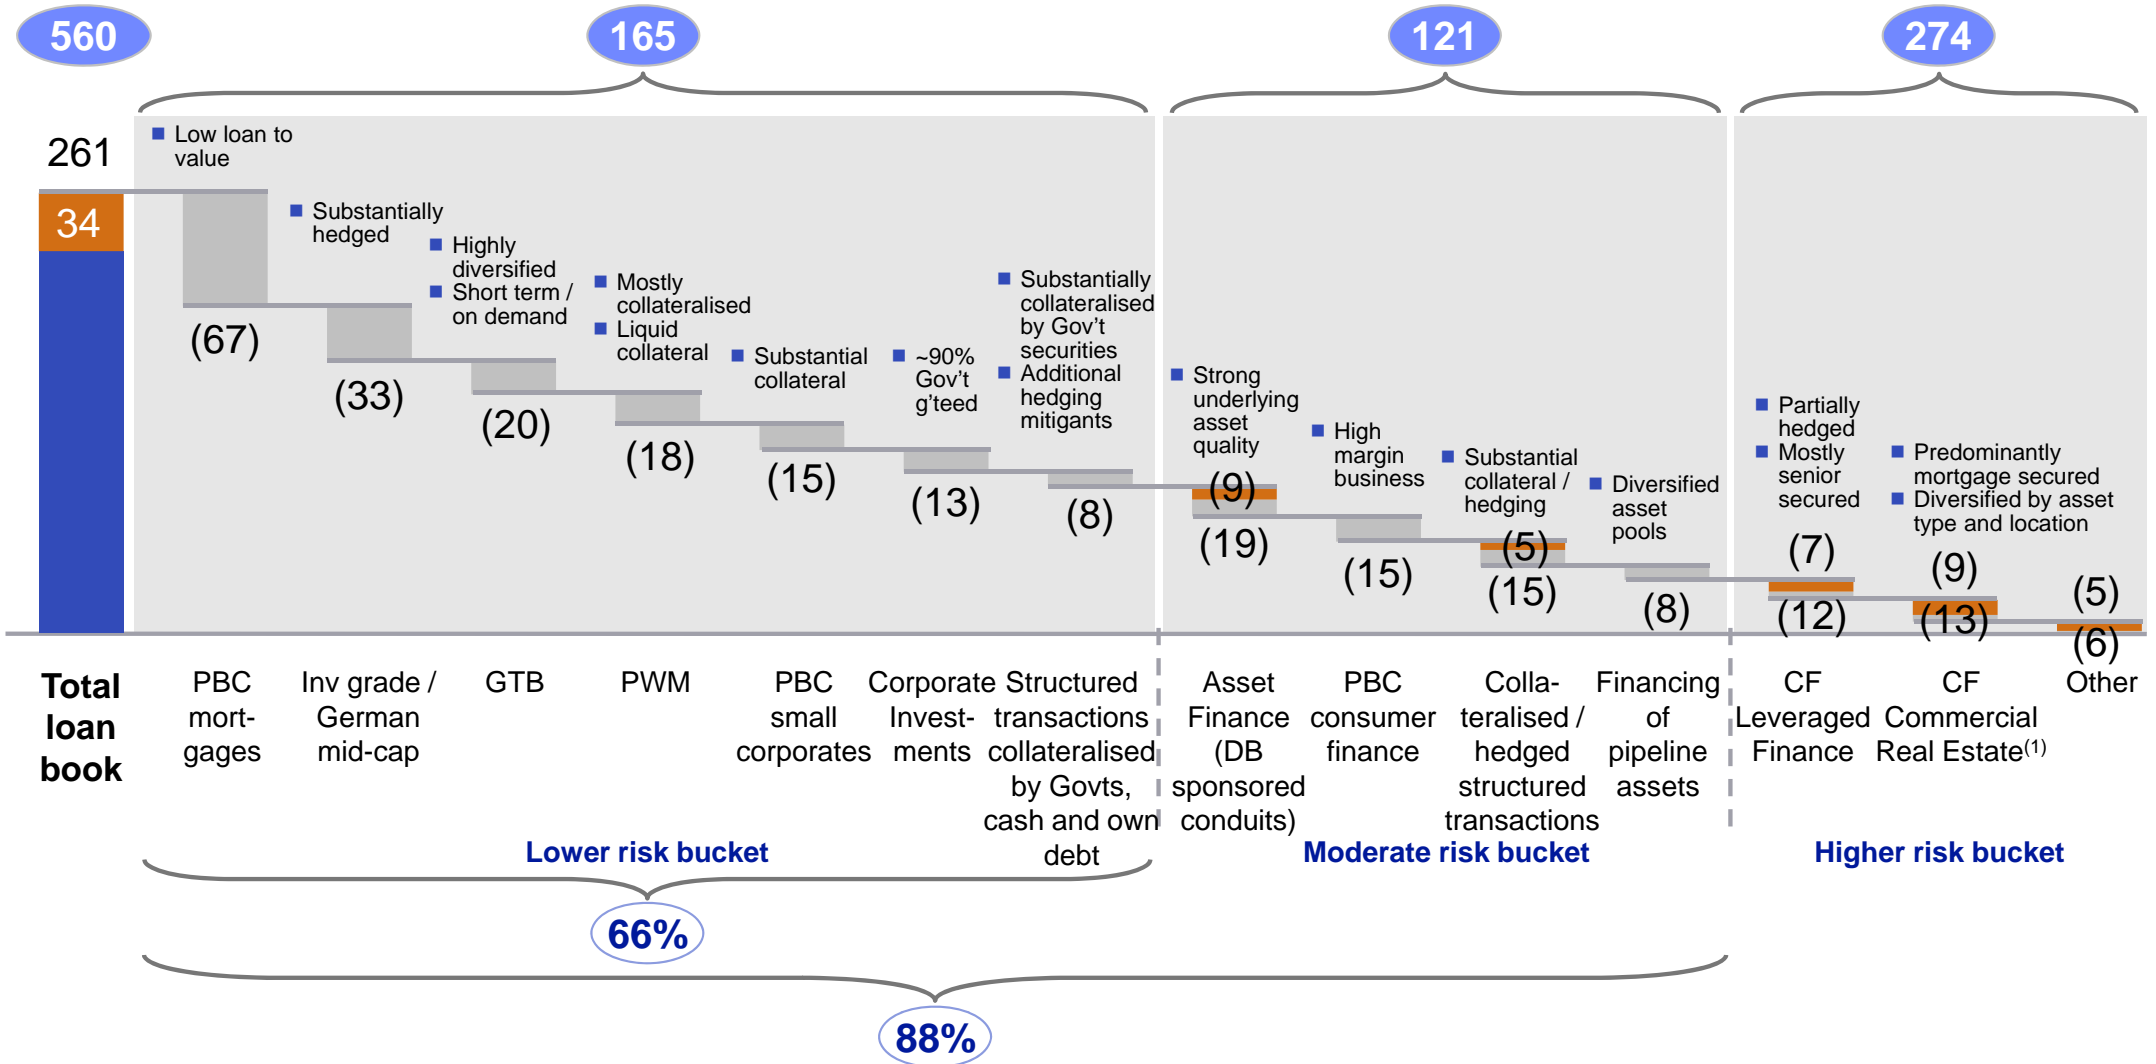 560
165
121
274
261
34
Low loan to
value
(67)
Substantially
hedged
(33)
Highly
diversified
Short term /
on demand
(20)
Mostly
collateralised
Liquid
collateral
(18)
Substantial
collateral
(15)
~90%
Gov't
g'teed
(13)
Substantially
collateralised
by Gov't
securities
Additional
hedging
mitigants
(8)
Strong
underlying
asset
quality
(9)
(19)
High
margin
business
(15)
Substantial
collateral /
hedging
(5)
(15)
Diversified
asset
pools
(8)
Partially
hedged
Mostly
senior
secured
(7)
(12)
Predominantly
mortgage secured
Diversified by asset
type and location
(9)
(13)
(5)
(6)
Total
loan
book
PBC
mort-
gages
Inv grade /
German
mid-cap
GTB
PWM
PBC
small
corporates
Corporate
Invest-
ments
Structured
transactions
collateralised
by Govts,
cash and own
debt
Asset
Finance
(DB
sponsored
conduits)
PBC
consumer
finance
Colla-
teralised /
hedged
structured
transactions
Financing
of
pipeline
assets
CF
Leveraged
Finance
CF
Commercial
Real Estate(1)
Other
Lower risk bucket
Moderate risk bucket
Higher risk bucket
66%
88%